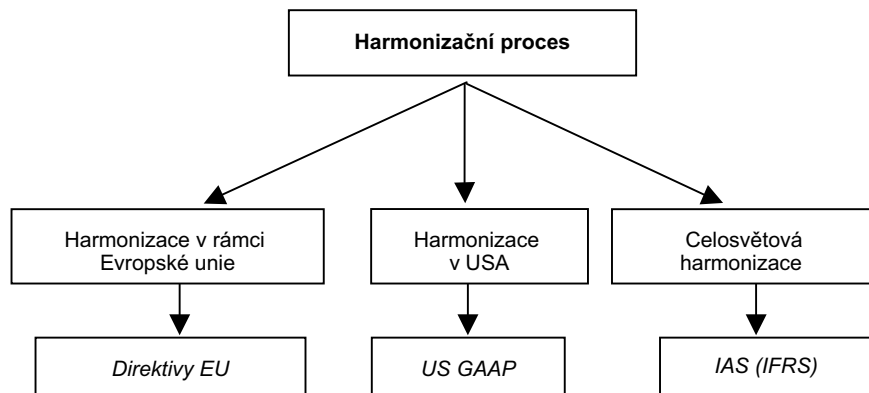 Harmonizační proces
Harmonizace v rámci
Evropské unie
Harmonizace
v USA
Celosvětová
harmonizace
Direktivy EU
US GAAP
IAS (IFRS)